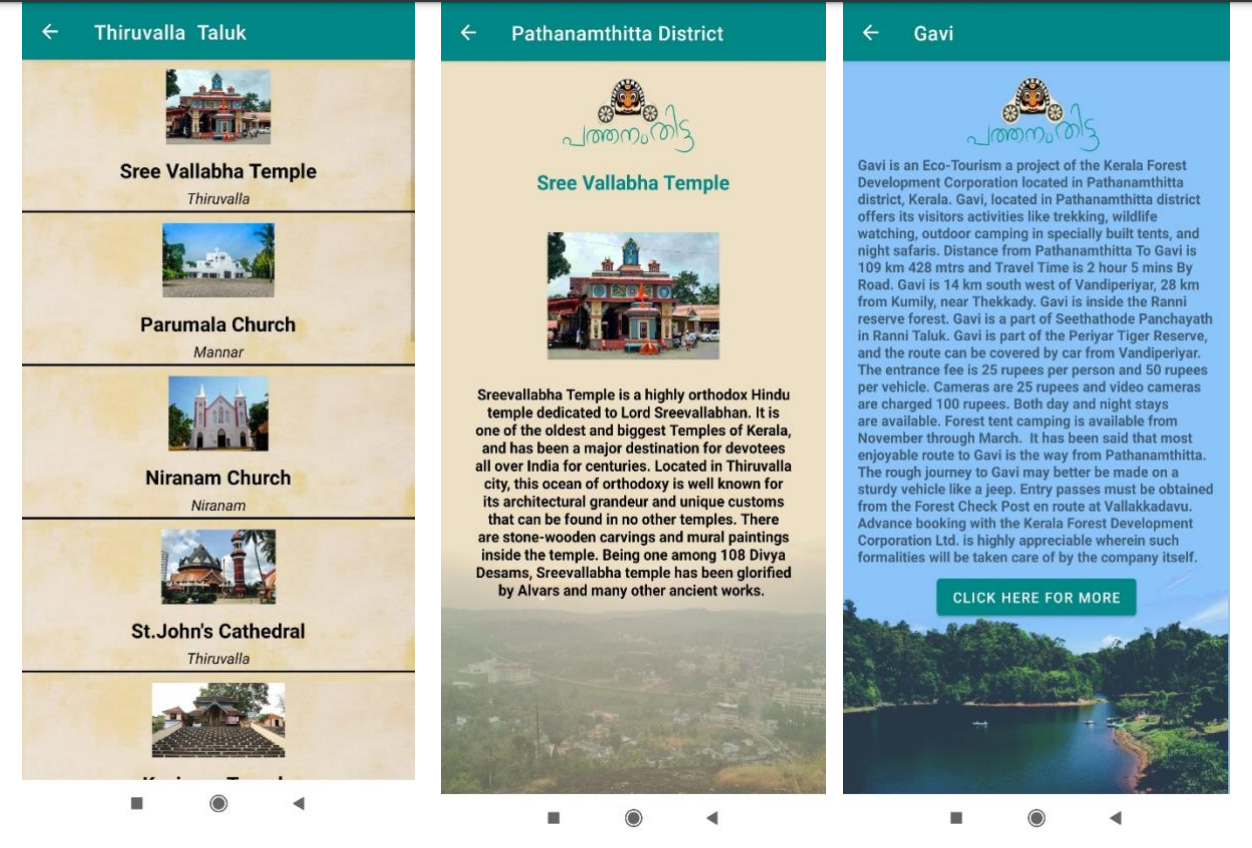 Thiruvalla Taluk
Sree Vallabha Temple
Thiruvalla
Parumala Church
Mannar
Niranam Church
Niranam
St.John's Cathedral
Thiruvalla
Pathanamthitta District
പത്തനംതിട്ട
Sree Vallabha Temple
Sreevallabha Temple is a highly orthodox Hindu
temple dedicated to Lord Sreevallabhan. It is
one of the oldest and biggest Temples of Kerala,
and has been a major destination for devotees
all over India for centuries. Located in Thiruvalla
city, this ocean of orthodoxy is well known for
its architectural grandeur and unique customs
that can be found in no other temples. There
are stone-wooden carvings and mural paintings
inside the temple. Being one among 108 Divya
Desams, Sreevallabha temple has been glorified
by Alvars and many other ancient works.
Gavi
പത്തനംതിട്ട
Gavi is an Eco-Tourism a project of the Kerala Forest
Development Corporation located in Pathanamthitta
district, Kerala. Gavi, located in Pathanamthitta district
offers its visitors activities like trekking, wildlife
watching, outdoor camping in specially built tents, and
night safaris. Distance from Pathanamthitta To Gavi is
109 km 428 mtrs and Travel Time is 2 hour 5 mins By
Road. Gavi is 14 km south west of Vandiperiyar, 28 km
from Kumily, near Thekkady. Gavi is inside the Ranni
reserve forest. Gavi is a part of Seethathode Panchayath
in Ranni Taluk. Gavi is part of the Periyar Tiger Reserve,
and the route can be covered by car from Vandiperiyar.
The entrance fee is 25 rupees per person and 50 rupees
per vehicle. Cameras are 25 rupees and video cameras
are charged 100 rupees. Both day and night stays
are available. Forest tent camping is available from
November through March. It has been said that most
enjoyable route to Gavi is the way from Pathanamthitta.
The rough journey to Gavi may better be made on a
sturdy vehicle like a jeep. Entry passes must be obtained
from the Forest Check Post en route at Vallakkadavu.
Advance booking with the Kerala Forest Development
Corporation Ltd. is highly appreciable wherein such
formalities will be taken care of by the company itself.
CLICK HERE FOR MORE